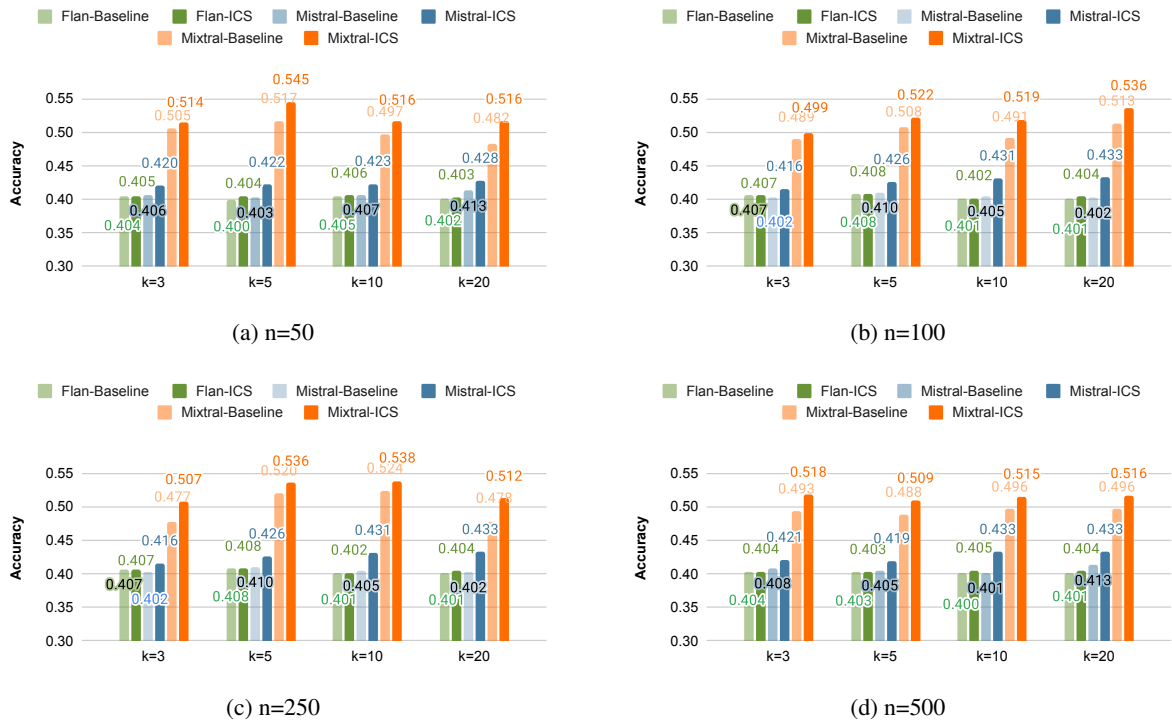 Flan-Baseline Flan-ICS Mistral-Baseline Mistral-ICS
Mixtral-Baseline Mixtral-ICS
Accuracy
0.55
0.50
0.45
0.40
0.35
0.30
0.404 0.405 0.406 0.420 0.505 0.514
0.400 0.404 0.403 0.422 0.517 0.545
0.405 0.406 0.407 0.423 0.497 0.516
0.402 0.403 0.413 0.428 0.482 0.516
k=3 k=5 k=10 k=20
(a) n=50
Flan-Baseline Flan-ICS Mistral-Baseline Mistral-ICS
Mixtral-Baseline Mixtral-ICS
Accuracy
0.55
0.50
0.45
0.40
0.35
0.30
0.407 0.407 0.402 0.416 0.489 0.499
0.408 0.408 0.410 0.426 0.508 0.522
0.401 0.402 0.405 0.431 0.491 0.519
0.401 0.404 0.402 0.433 0.513 0.536
k=3 k=5 k=10 k=20
(b) n=100
Flan-Baseline Flan-ICS Mistral-Baseline Mistral-ICS
Mixtral-Baseline Mixtral-ICS
Accuracy
0.55
0.50
0.45
0.40
0.35
0.30
0.407 0.407 0.402 0.416 0.477 0.507
0.408 0.408 0.410 0.426 0.520 0.536
0.401 0.402 0.405 0.431 0.524 0.538
0.401 0.404 0.402 0.433 0.478 0.512
k=3 k=5 k=10 k=20
(c) n=250
Flan-Baseline Flan-ICS Mistral-Baseline Mistral-ICS
Mixtral-Baseline Mixtral-ICS
Accuracy
0.55
0.50
0.45
0.40
0.35
0.30
0.404 0.404 0.408 0.421 0.493 0.518
0.403 0.403 0.405 0.419 0.488 0.509
0.400 0.405 0.401 0.433 0.496 0.515
0.401 0.404 0.413 0.433 0.496 0.516
k=3 k=5 k=10 k=20
(d) n=500